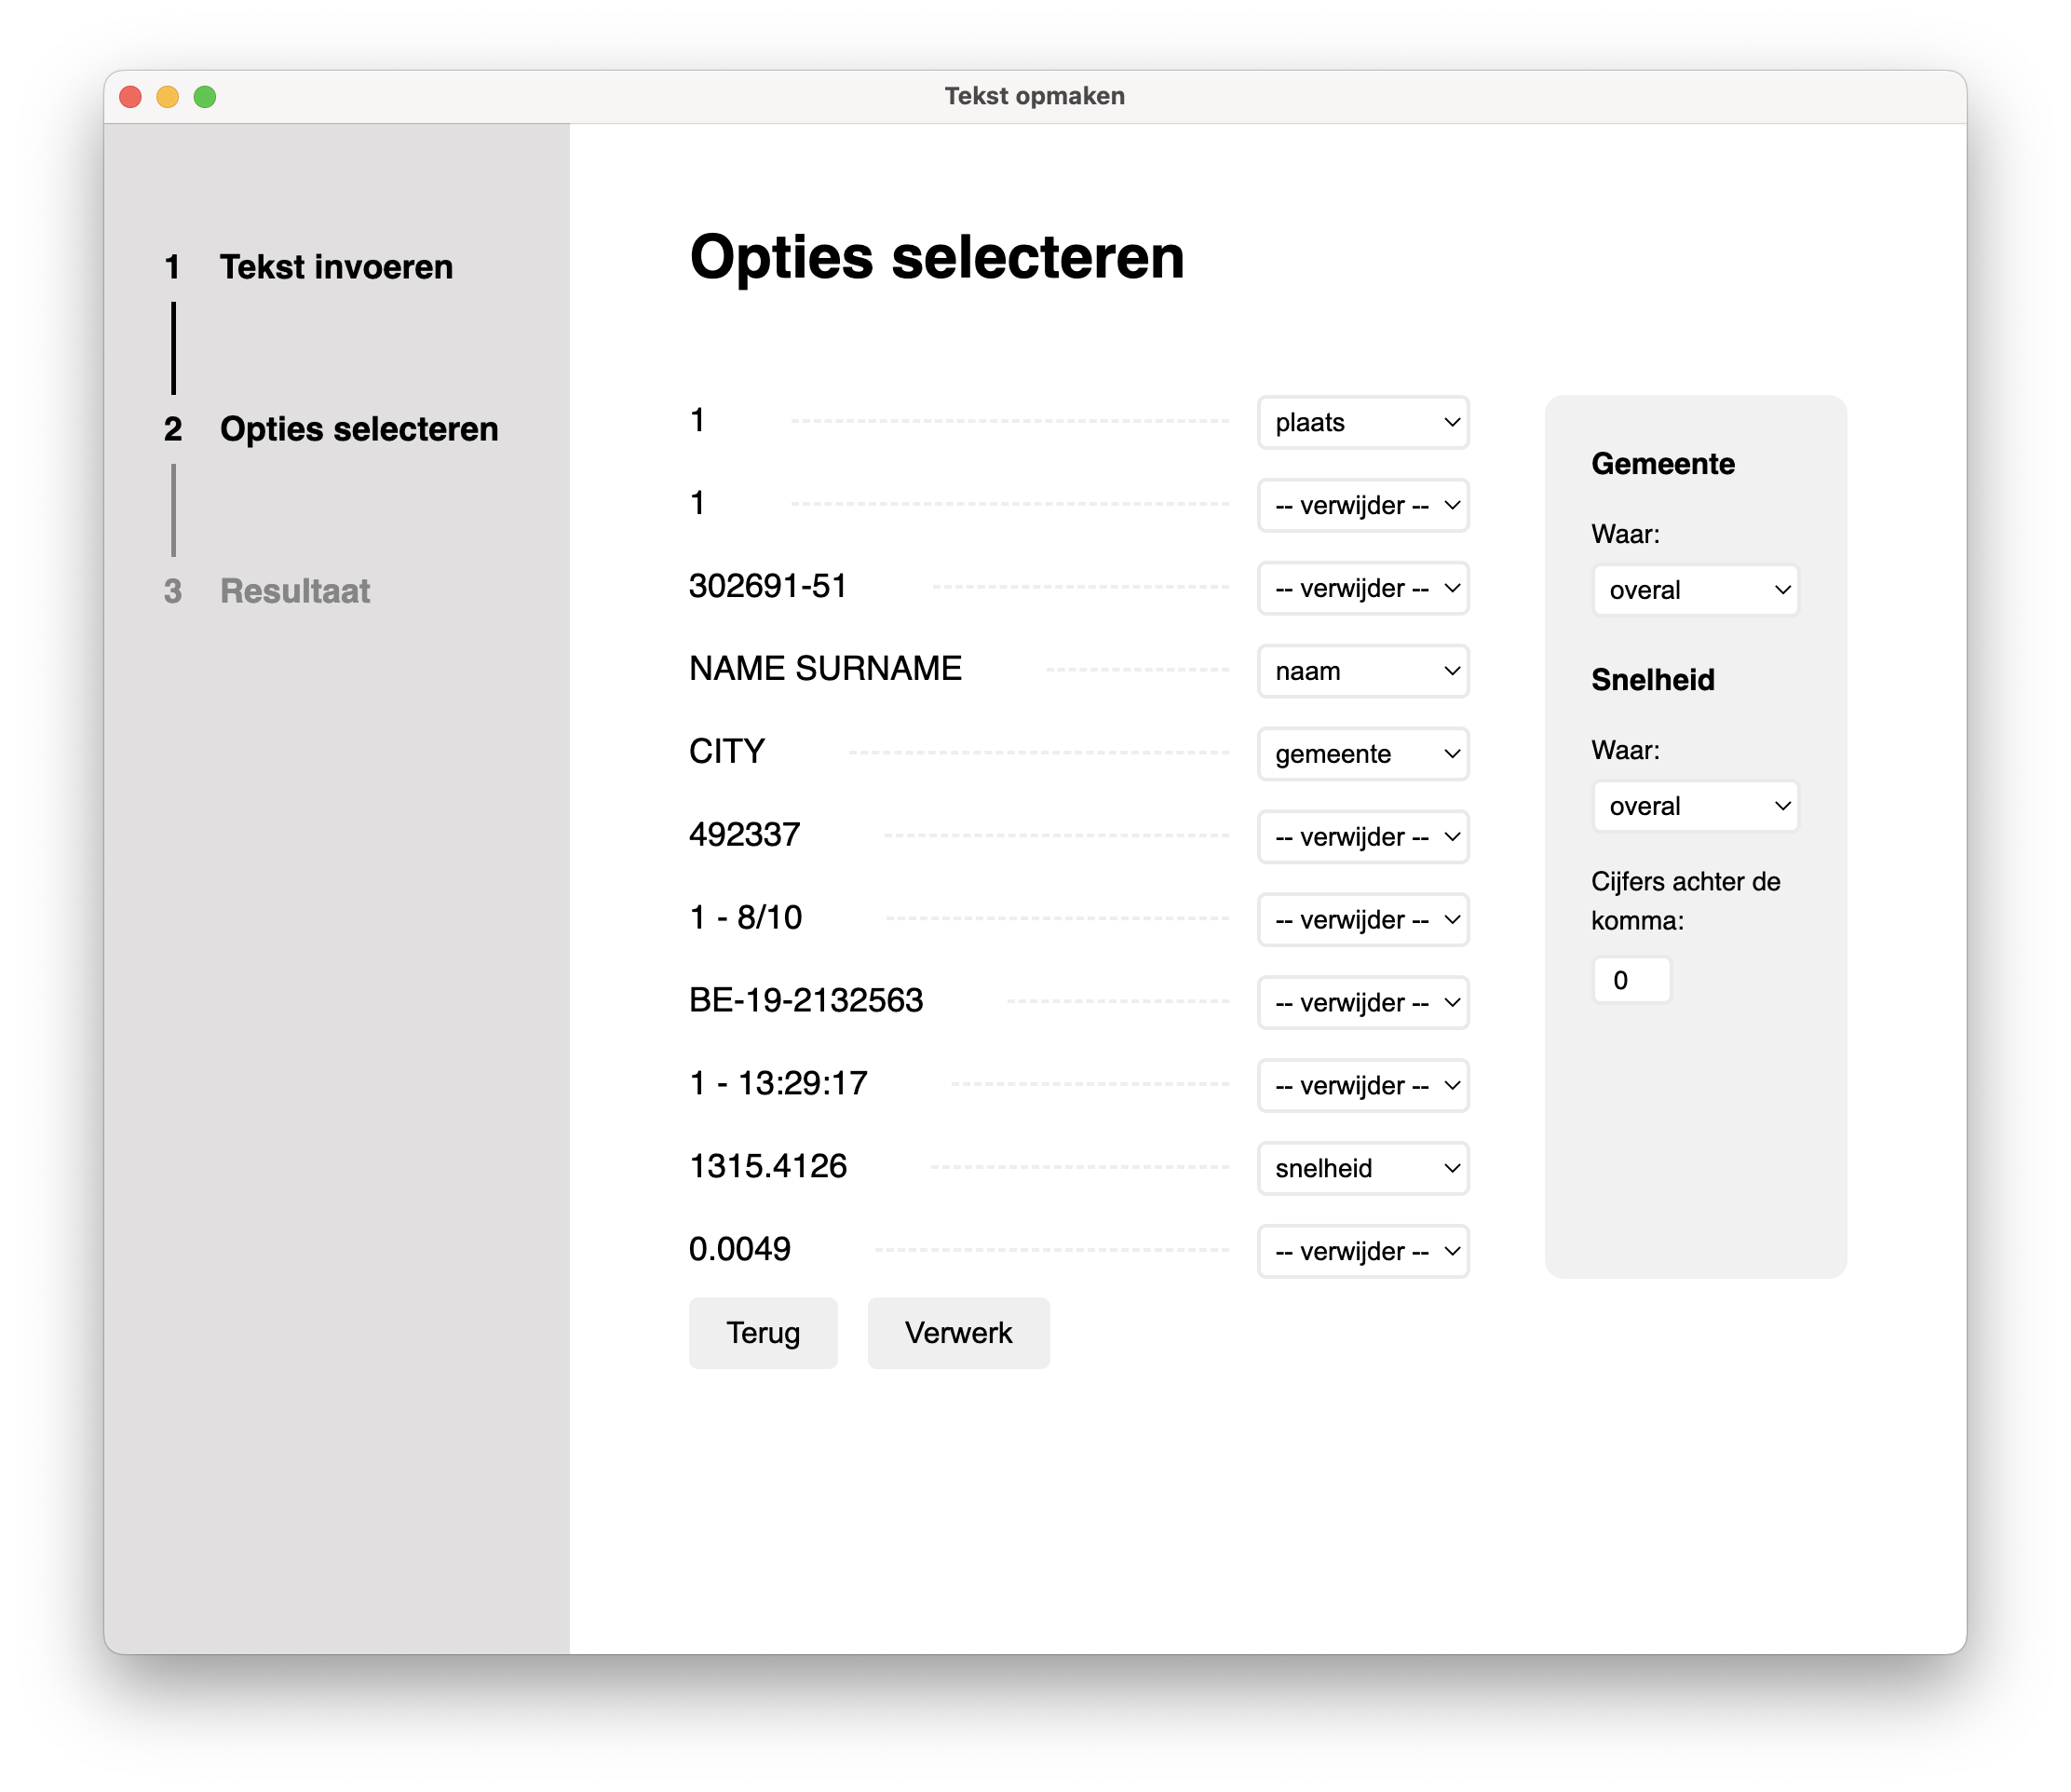 Tekst opmaken
1 Tekst invoeren
2 Opties selecteren
3 Resultaat
Opties selecteren
1 plaats
1 -- verwijder --
302691-51 -- verwijder --
NAME SURNAME naam
CITY gemeente
492337 -- verwijder --
1 - 8/10 -- verwijder --
BE-19-2132563 -- verwijder --
1 - 13:29:17 -- verwijder --
1315.4126 snelheid
0.0049 -- verwijder --
Terug Verwerk
Gemeente
Waar:
overal
Snelheid
Waar:
overal
Cijfers achter de
komma:
0